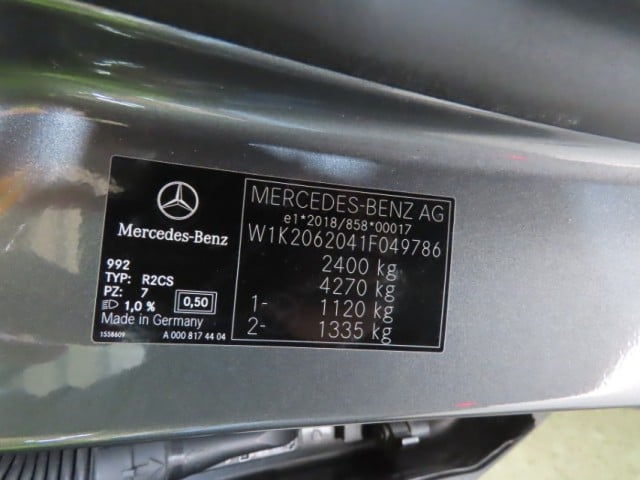 Mercedes-Benz
992
TYP: R2CS
PZ: 7
1,0 % 0,50
Made in Germany
1558609 A 000 817 44 04
MERCEDES-BENZ AG
e1*2018/858*00017
W1K2062041F049786
2400 kg
4270 kg
1- 1120 kg
2- 1335 kg